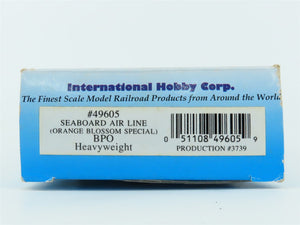 International Hobby Corp.
The Finest Scale Model Railroad Products from Around the World
#49605
SEABOARD AIR LINE
(ORANGE BLOSSOM SPECIAL)
BPO
Heavyweight
0 51108 49605 9
PRODUCTION #3739